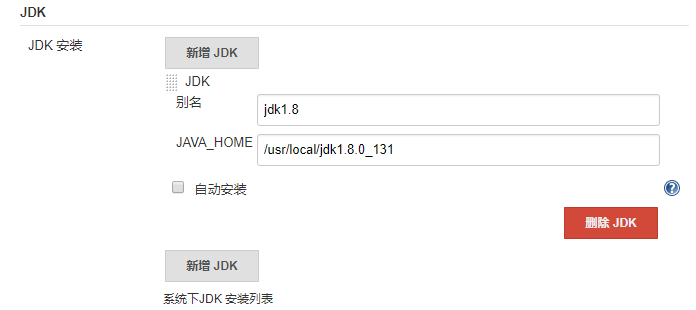 JDK
JDK 安装
新增 JDK
JDK
别名
jdk1.8
JAVA_HOME
/usr/local/jdk1.8.0_131
自动安装
?
删除 JDK
新增 JDK
系统下JDK 安装列表